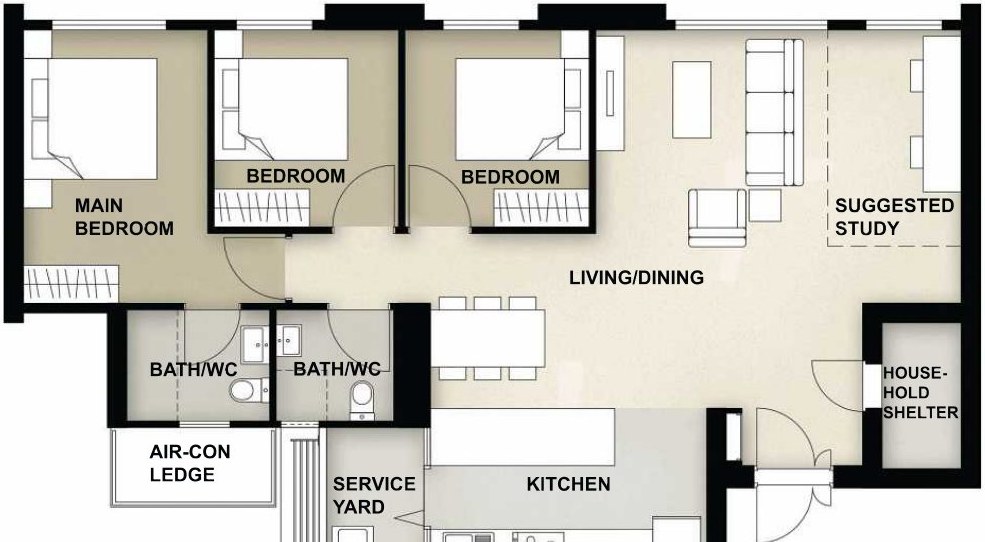 MAIN
BEDROOM
BEDROOM
BEDROOM
SUGGESTED
STUDY
LIVING/DINING
BATH/WC
BATH/WC
HOUSE-
HOLD
SHELTER
AIR-CON
LEDGE
SERVICE
YARD
KITCHEN